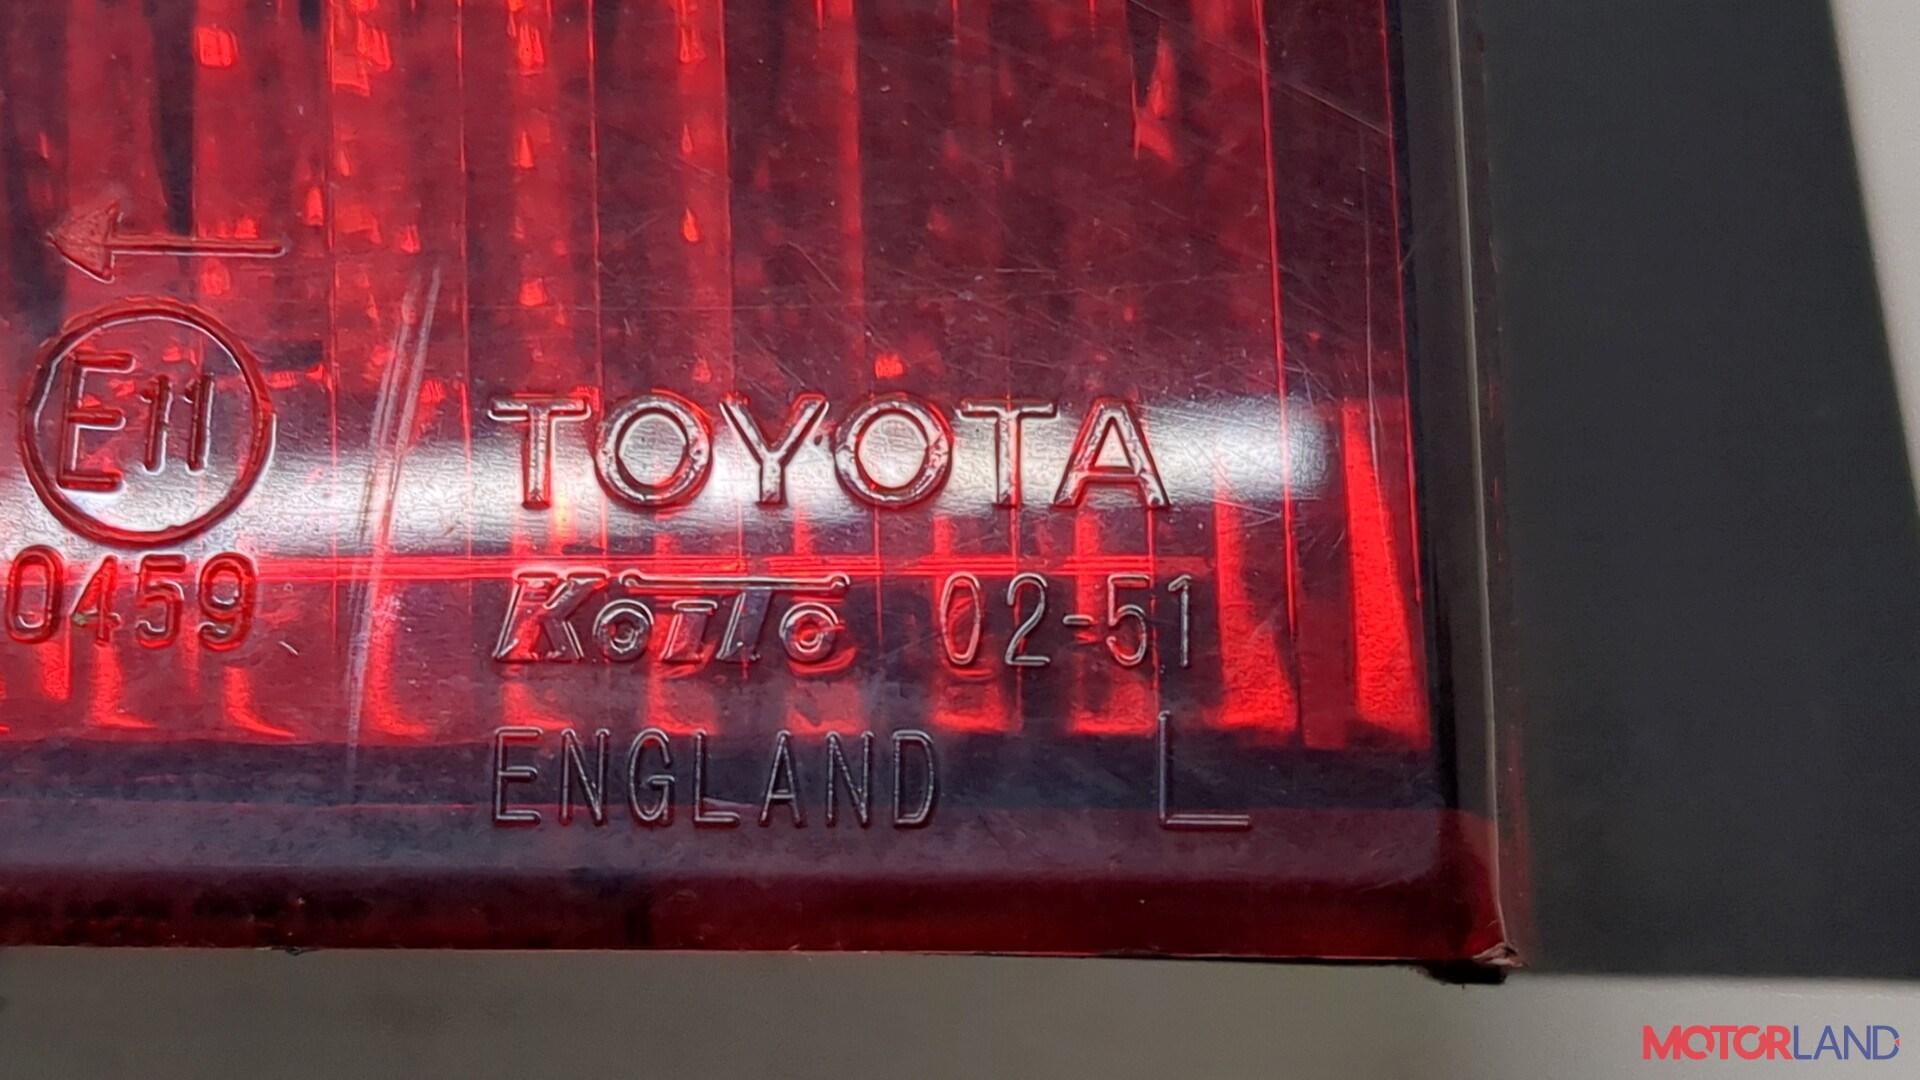 E11
0459
TOYOTA
KOITO 02-51
ENGLAND L
MOTORLAND